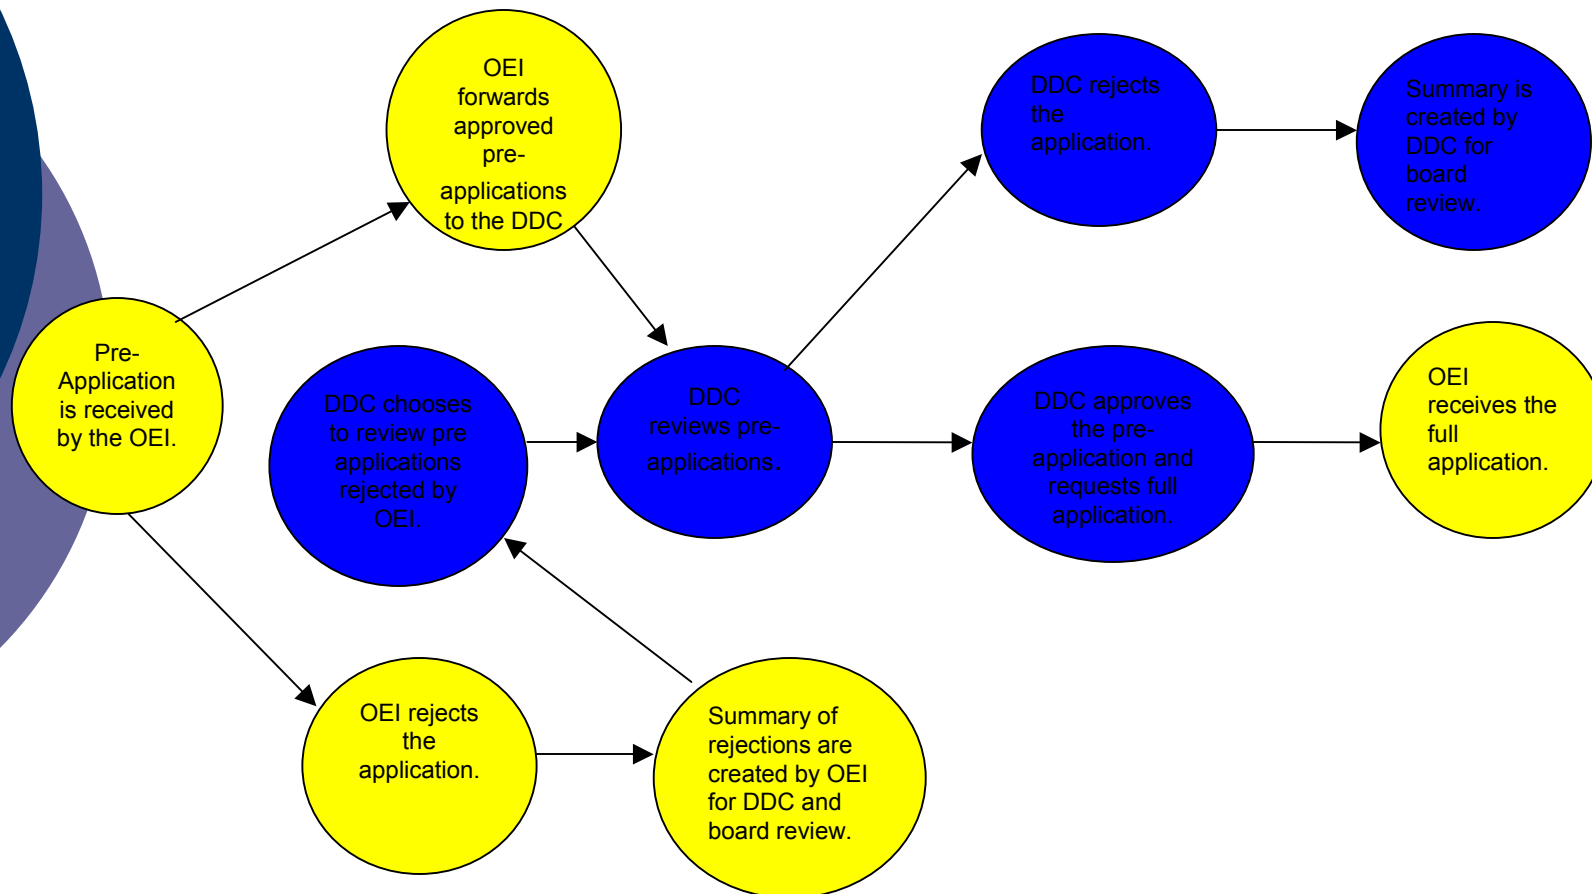 OEI
forwards
approved
pre-
applications
to the DDC
DDC rejects
the
application.
Summary is
created by
DDC for
board
review.
Pre-
Application
is received
by the OEI.
DDC chooses
to review pre
applications
rejected by
OEI.
DDC
reviews pre-
applications.
DDC approves
the pre-
application and
requests full
application.
OEI
receives the
full
application.
OEI rejects
the
application.
Summary of
rejections are
created by OEI
for DDC and
board review.